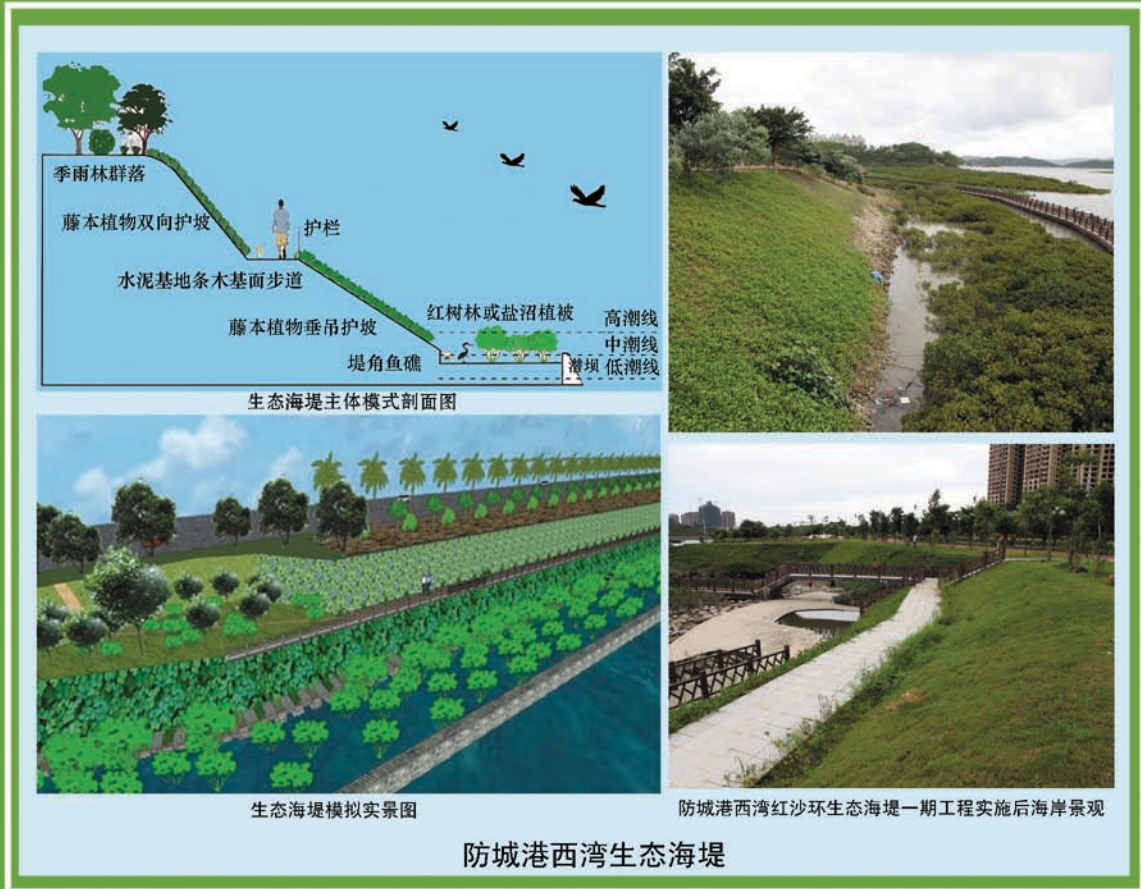 季雨林群落
藤本植物双向护坡
护栏
水泥基地条木基面步道
藤本植物垂吊护坡
红树林或盐沼植被
高潮线
中潮线
堤角鱼礁
潜坝
低潮线
生态海堤主体模式剖面图
生态海堤模拟实景图
防城港西湾红沙环生态海堤一期工程实施后海岸景观
防城港西湾生态海堤